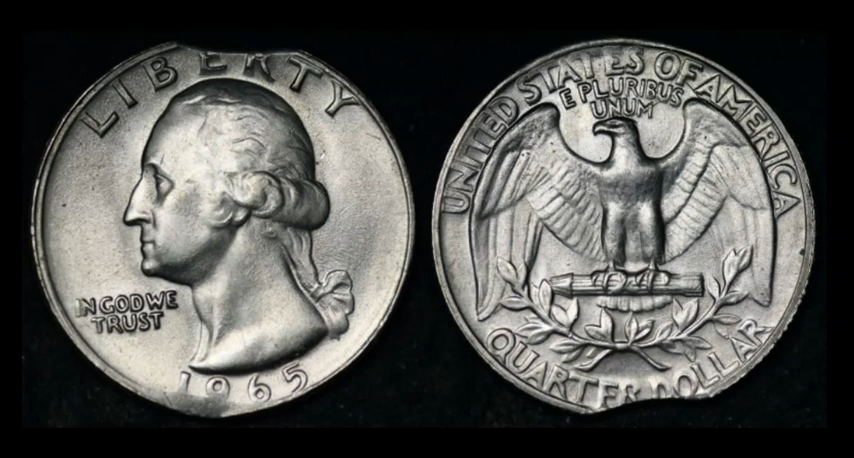 LIBERTY
IN GOD WE
TRUST
1965
UNITED STATES OF AMERICA
E PLURIBUS
UNUM
QUARTER DOLLAR